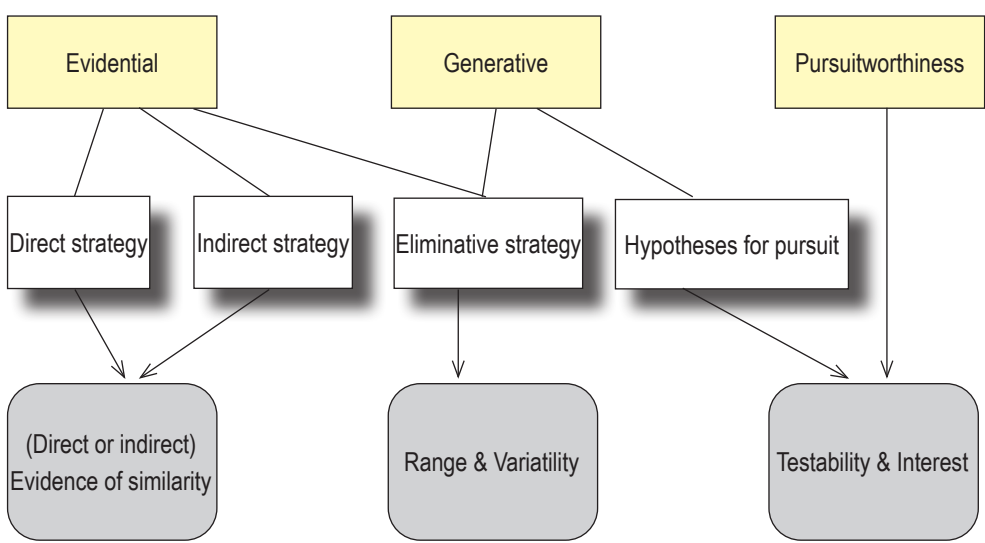 Evidential
Generative
Pursuitworthiness
Direct strategy
Indirect strategy
Eliminative strategy
Hypotheses for pursuit
(Direct or indirect)
Evidence of similarity
Range & Variatility
Testability & Interest